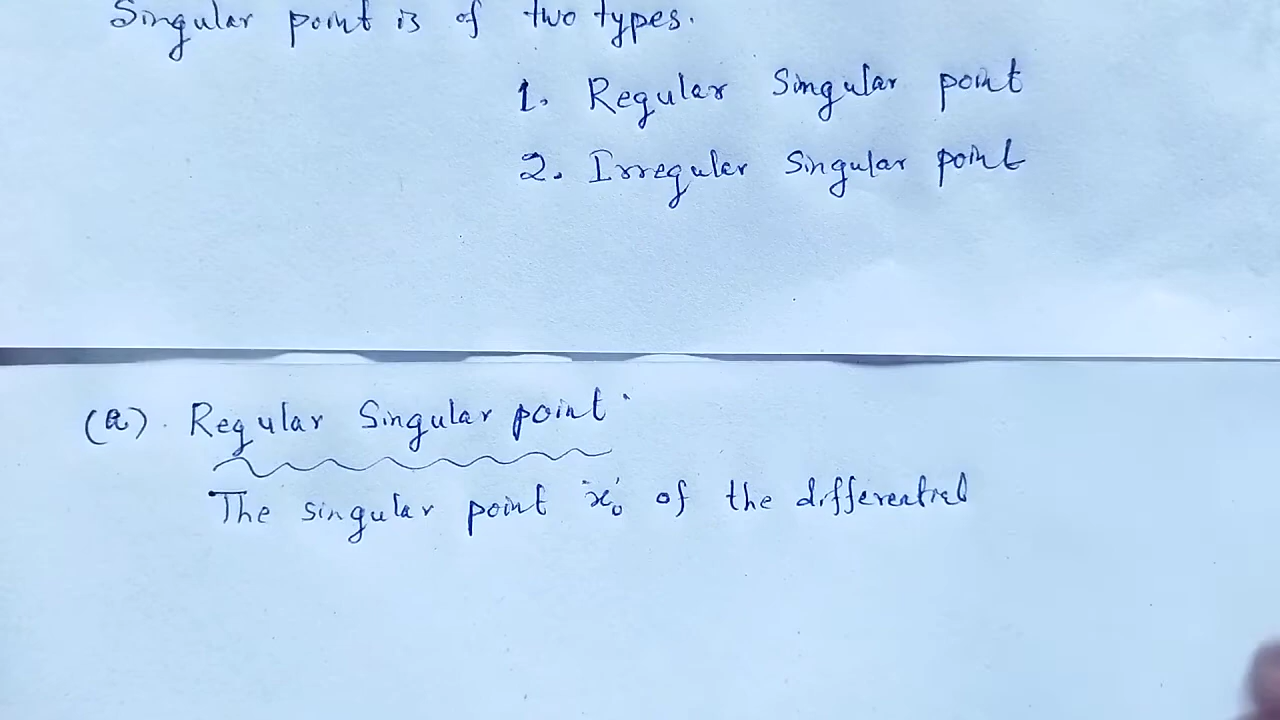 Singular point is of two types.
1. Regular Singular point
2. Irregular Singular point
(a). Regular Singular point.
The singular point 'x₀' of the differential